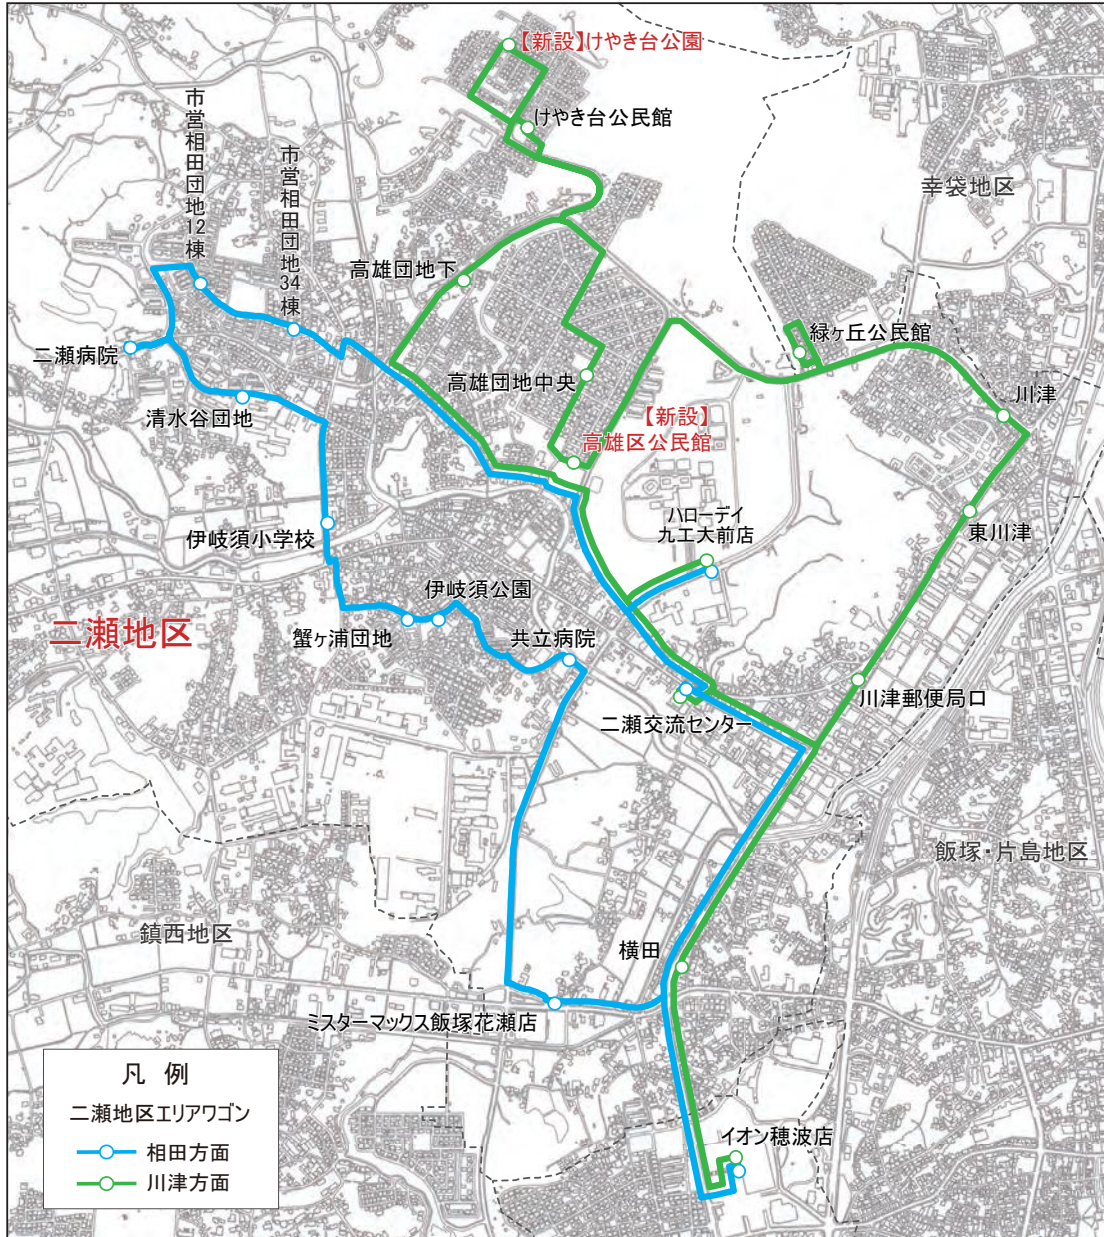 【新設】けやき台公園
けやき台公民館
市営相田団地12棟
市営相田団地34棟
幸袋地区
高雄団地下
緑ヶ丘公民館
二瀬病院
高雄団地中央
清水谷団地
川津
【新設】
高雄区公民館
ハローデイ
九工大前店
東川津
伊岐須小学校
伊岐須公園
二瀬地区
蟹ヶ浦団地
共立病院
川津郵便局口
二瀬交流センター
飯塚・片島地区
鎮西地区
横田
ミスターマックス飯塚花瀬店
イオン穂波店
凡 例
二瀬地区エリアワゴン
相田方面
川津方面